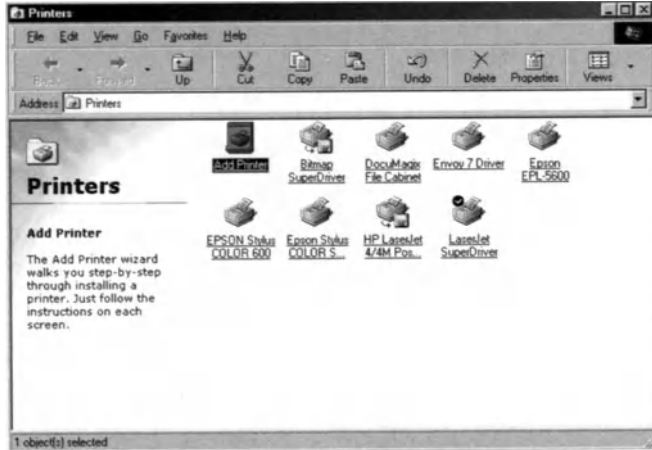 Printers
File Edit View Go Favorites Help
Back Forward Up Cut Copy Paste Undo Delete Properties Views
Address Printers
Printers
Add Printer
The Add Printer wizard
walks you step-by-step
through installing a
printer. Just follow the
instructions on each
screen.
Add Printer
Bitmap
SuperDriver
DocuMagix
File Cabinet
Envoy 7 Driver
Epson
EPL-5600
EPSON Stylus
COLOR 600
Epson Stylus
COLOR S...
HP LaserJet
4/4M Pos...
LaserJet
SuperDriver
1 object(s) selected